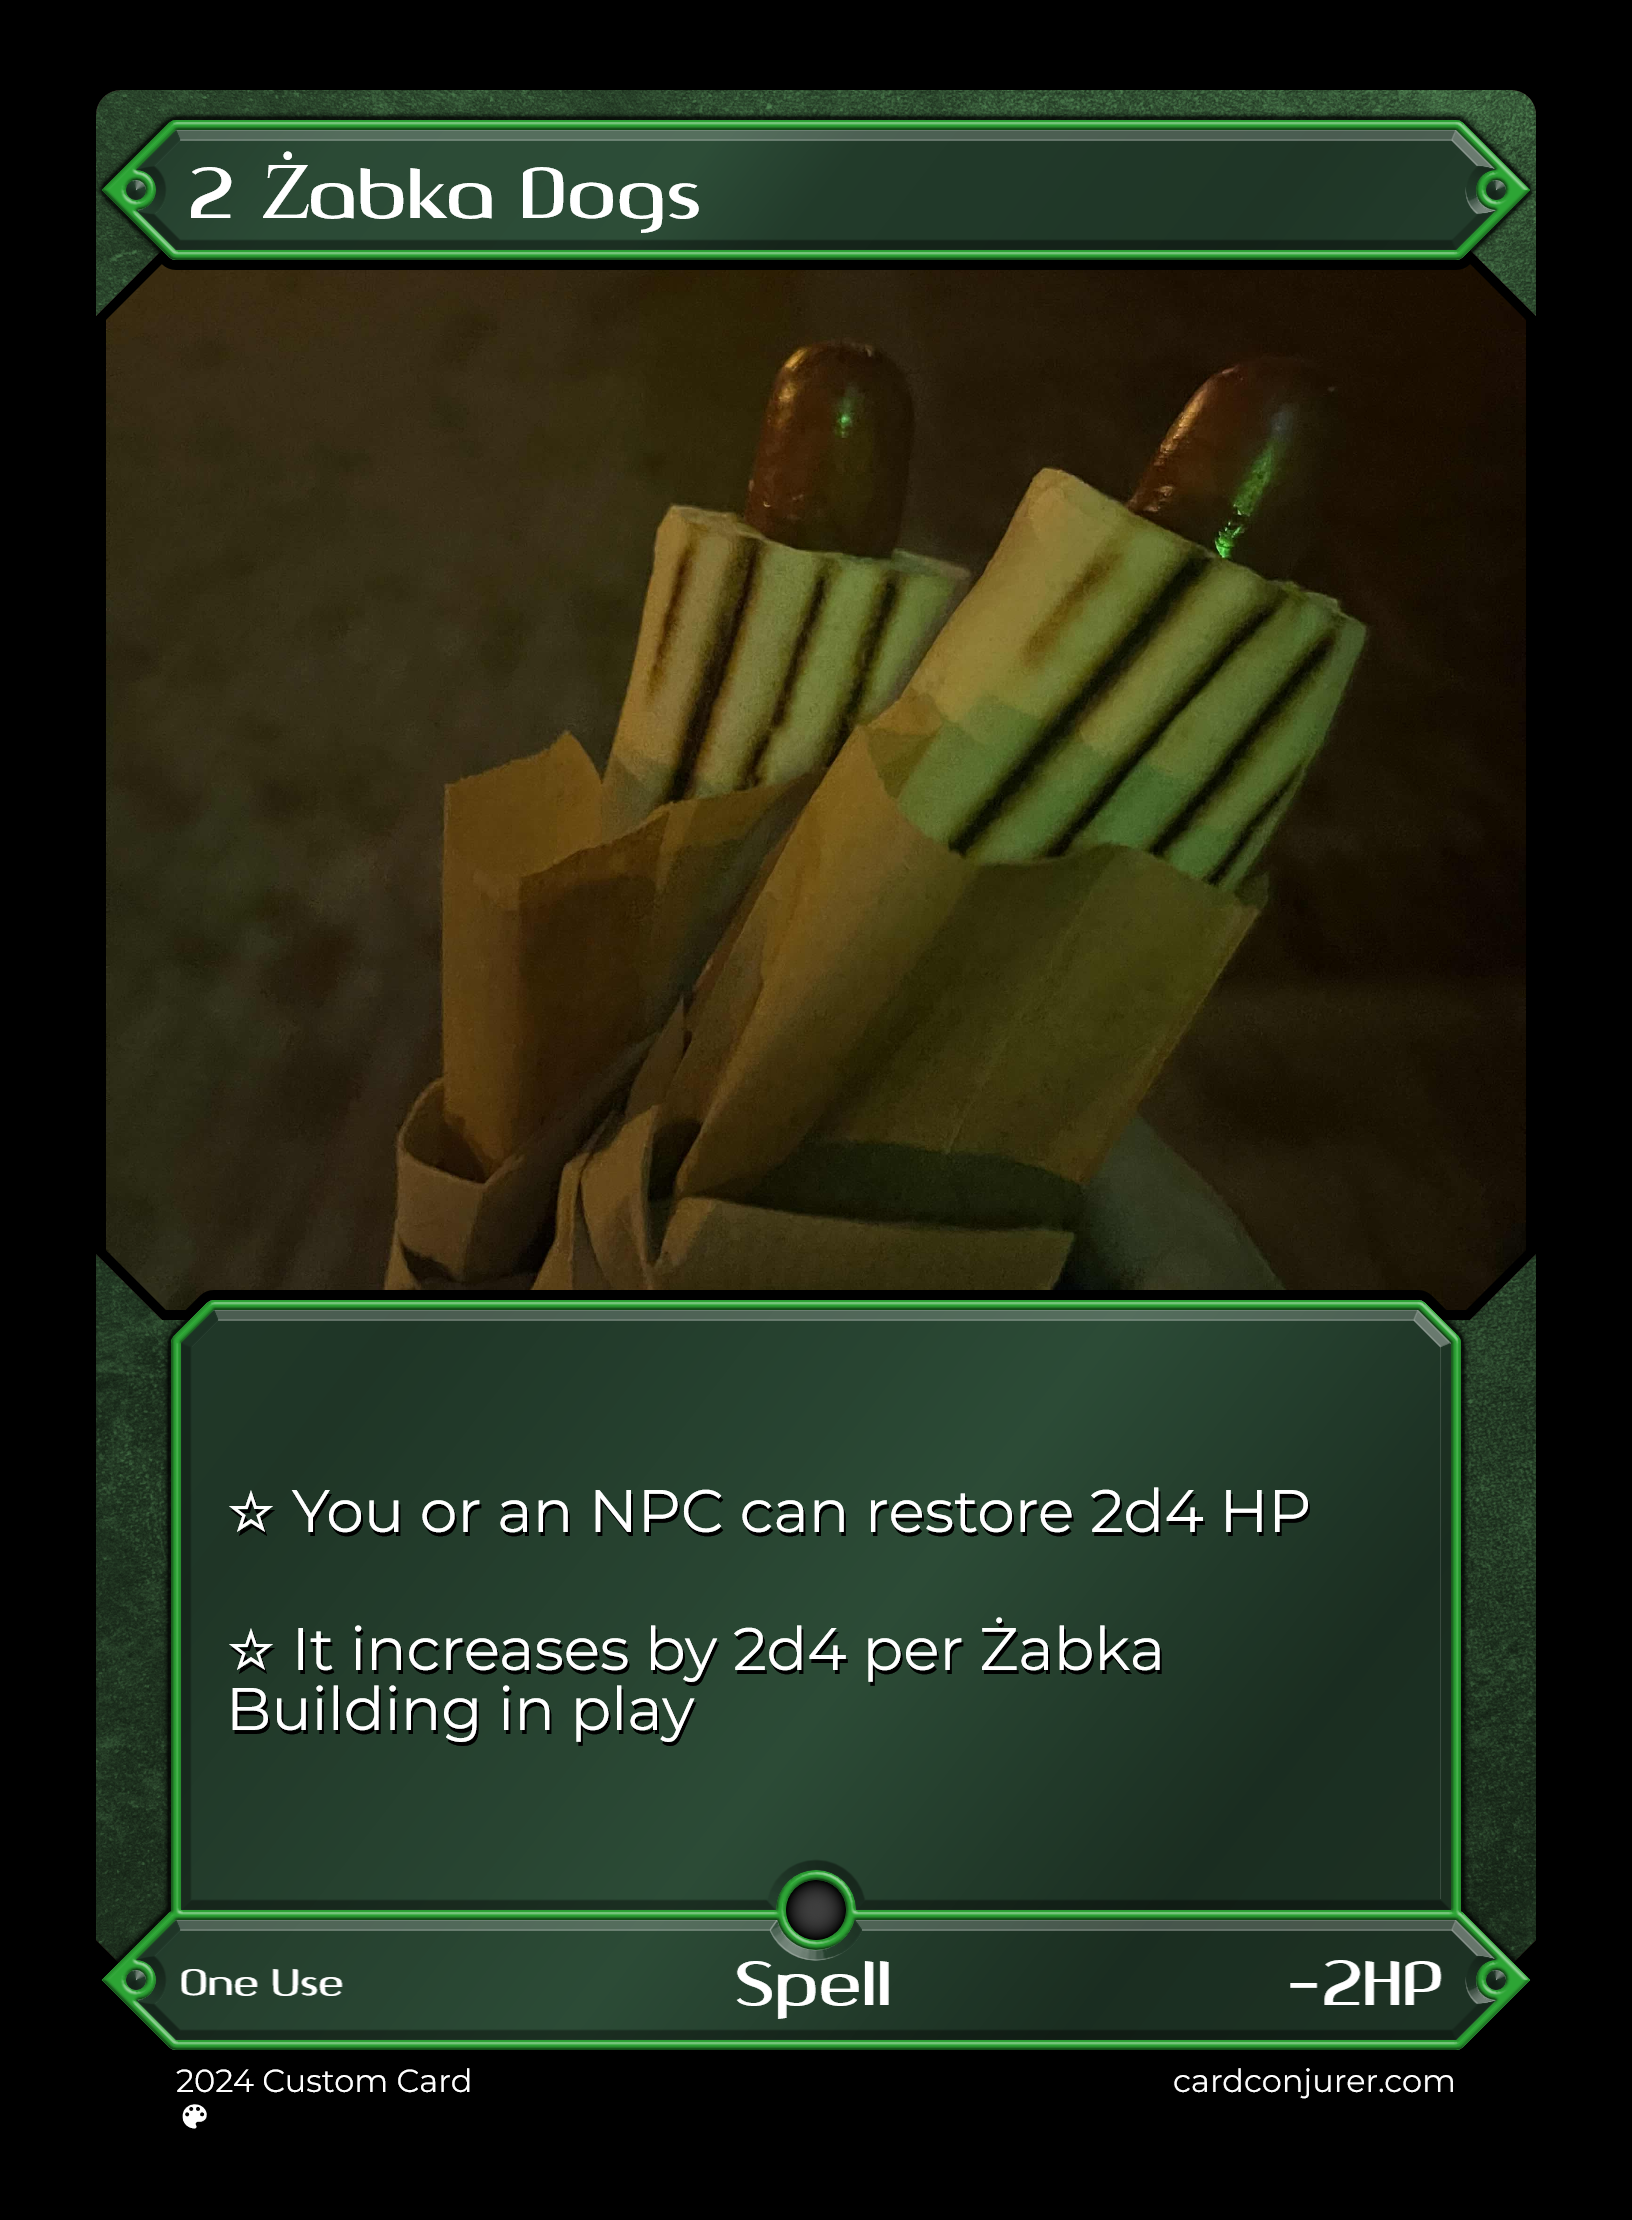 2 Żabka Dogs
☆ You or an NPC can restore 2d4 HP
☆ It increases by 2d4 per Żabka
Building in play
One Use
Spell
-2HP
2024 Custom Card
cardconjurer.com